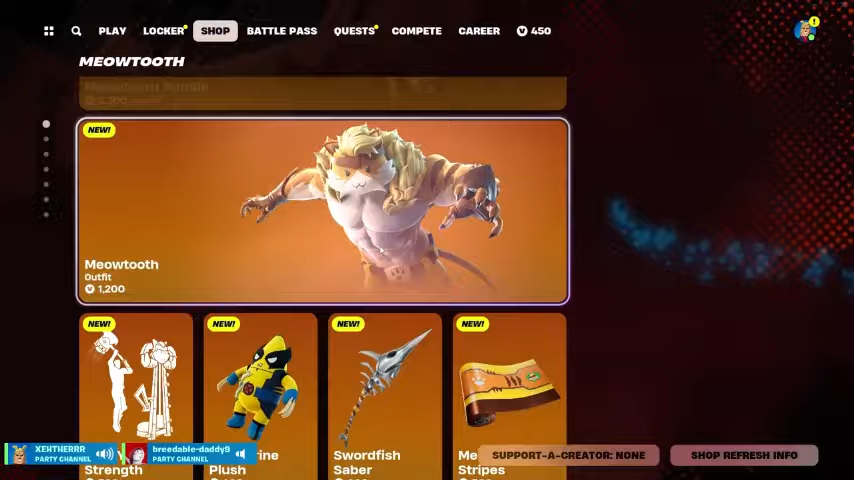 PLAY LOCKER SHOP BATTLE PASS QUESTS COMPETE CAREER 450
MEOWTOOTH
NEW!
Meowtooth
Outfit
1,200
NEW! NEW! NEW! NEW!
Strength
Plush
Swordfish
Saber
Stripes
XEHTHERRR
PARTY CHANNEL
breedable-daddy9
PARTY CHANNEL
SUPPORT-A-CREATOR: NONE
SHOP REFRESH INFO